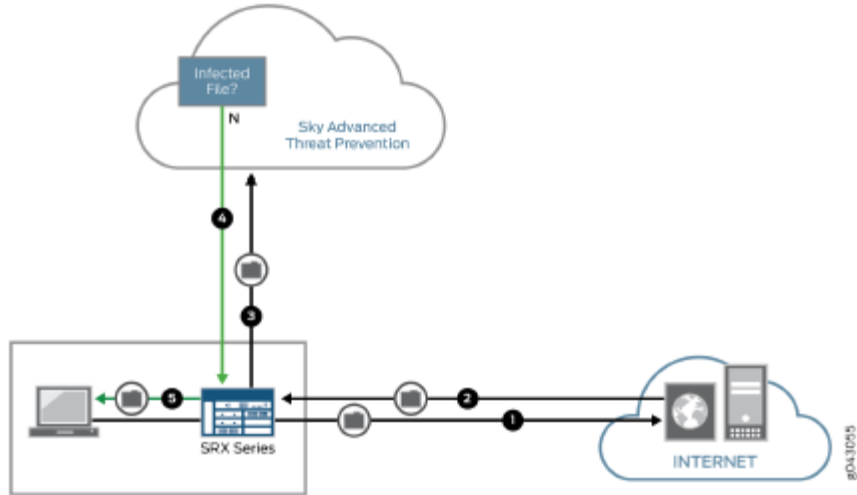 Infected
File?
N
Sky Advanced
Threat Prevention
4
3
5
2
1
SRX Series
INTERNET
g043055